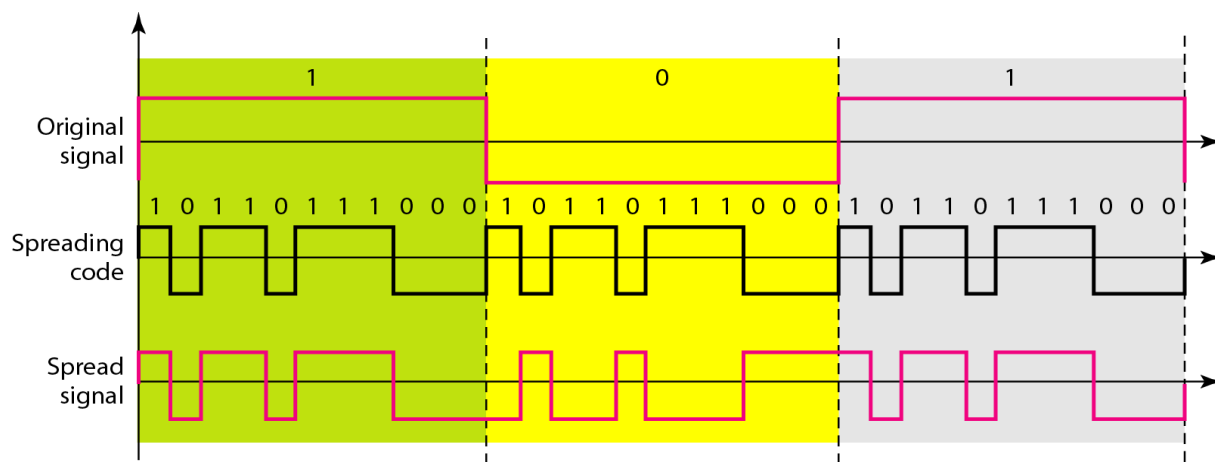 1 0 1
Original
signal
1 0 1 1 0 1 1 1 0 0 0 1 0 1 1 0 1 1 1 0 0 0 1 0 1 1 0 1 1 1 0 0 0
Spreading
code
Spread
signal